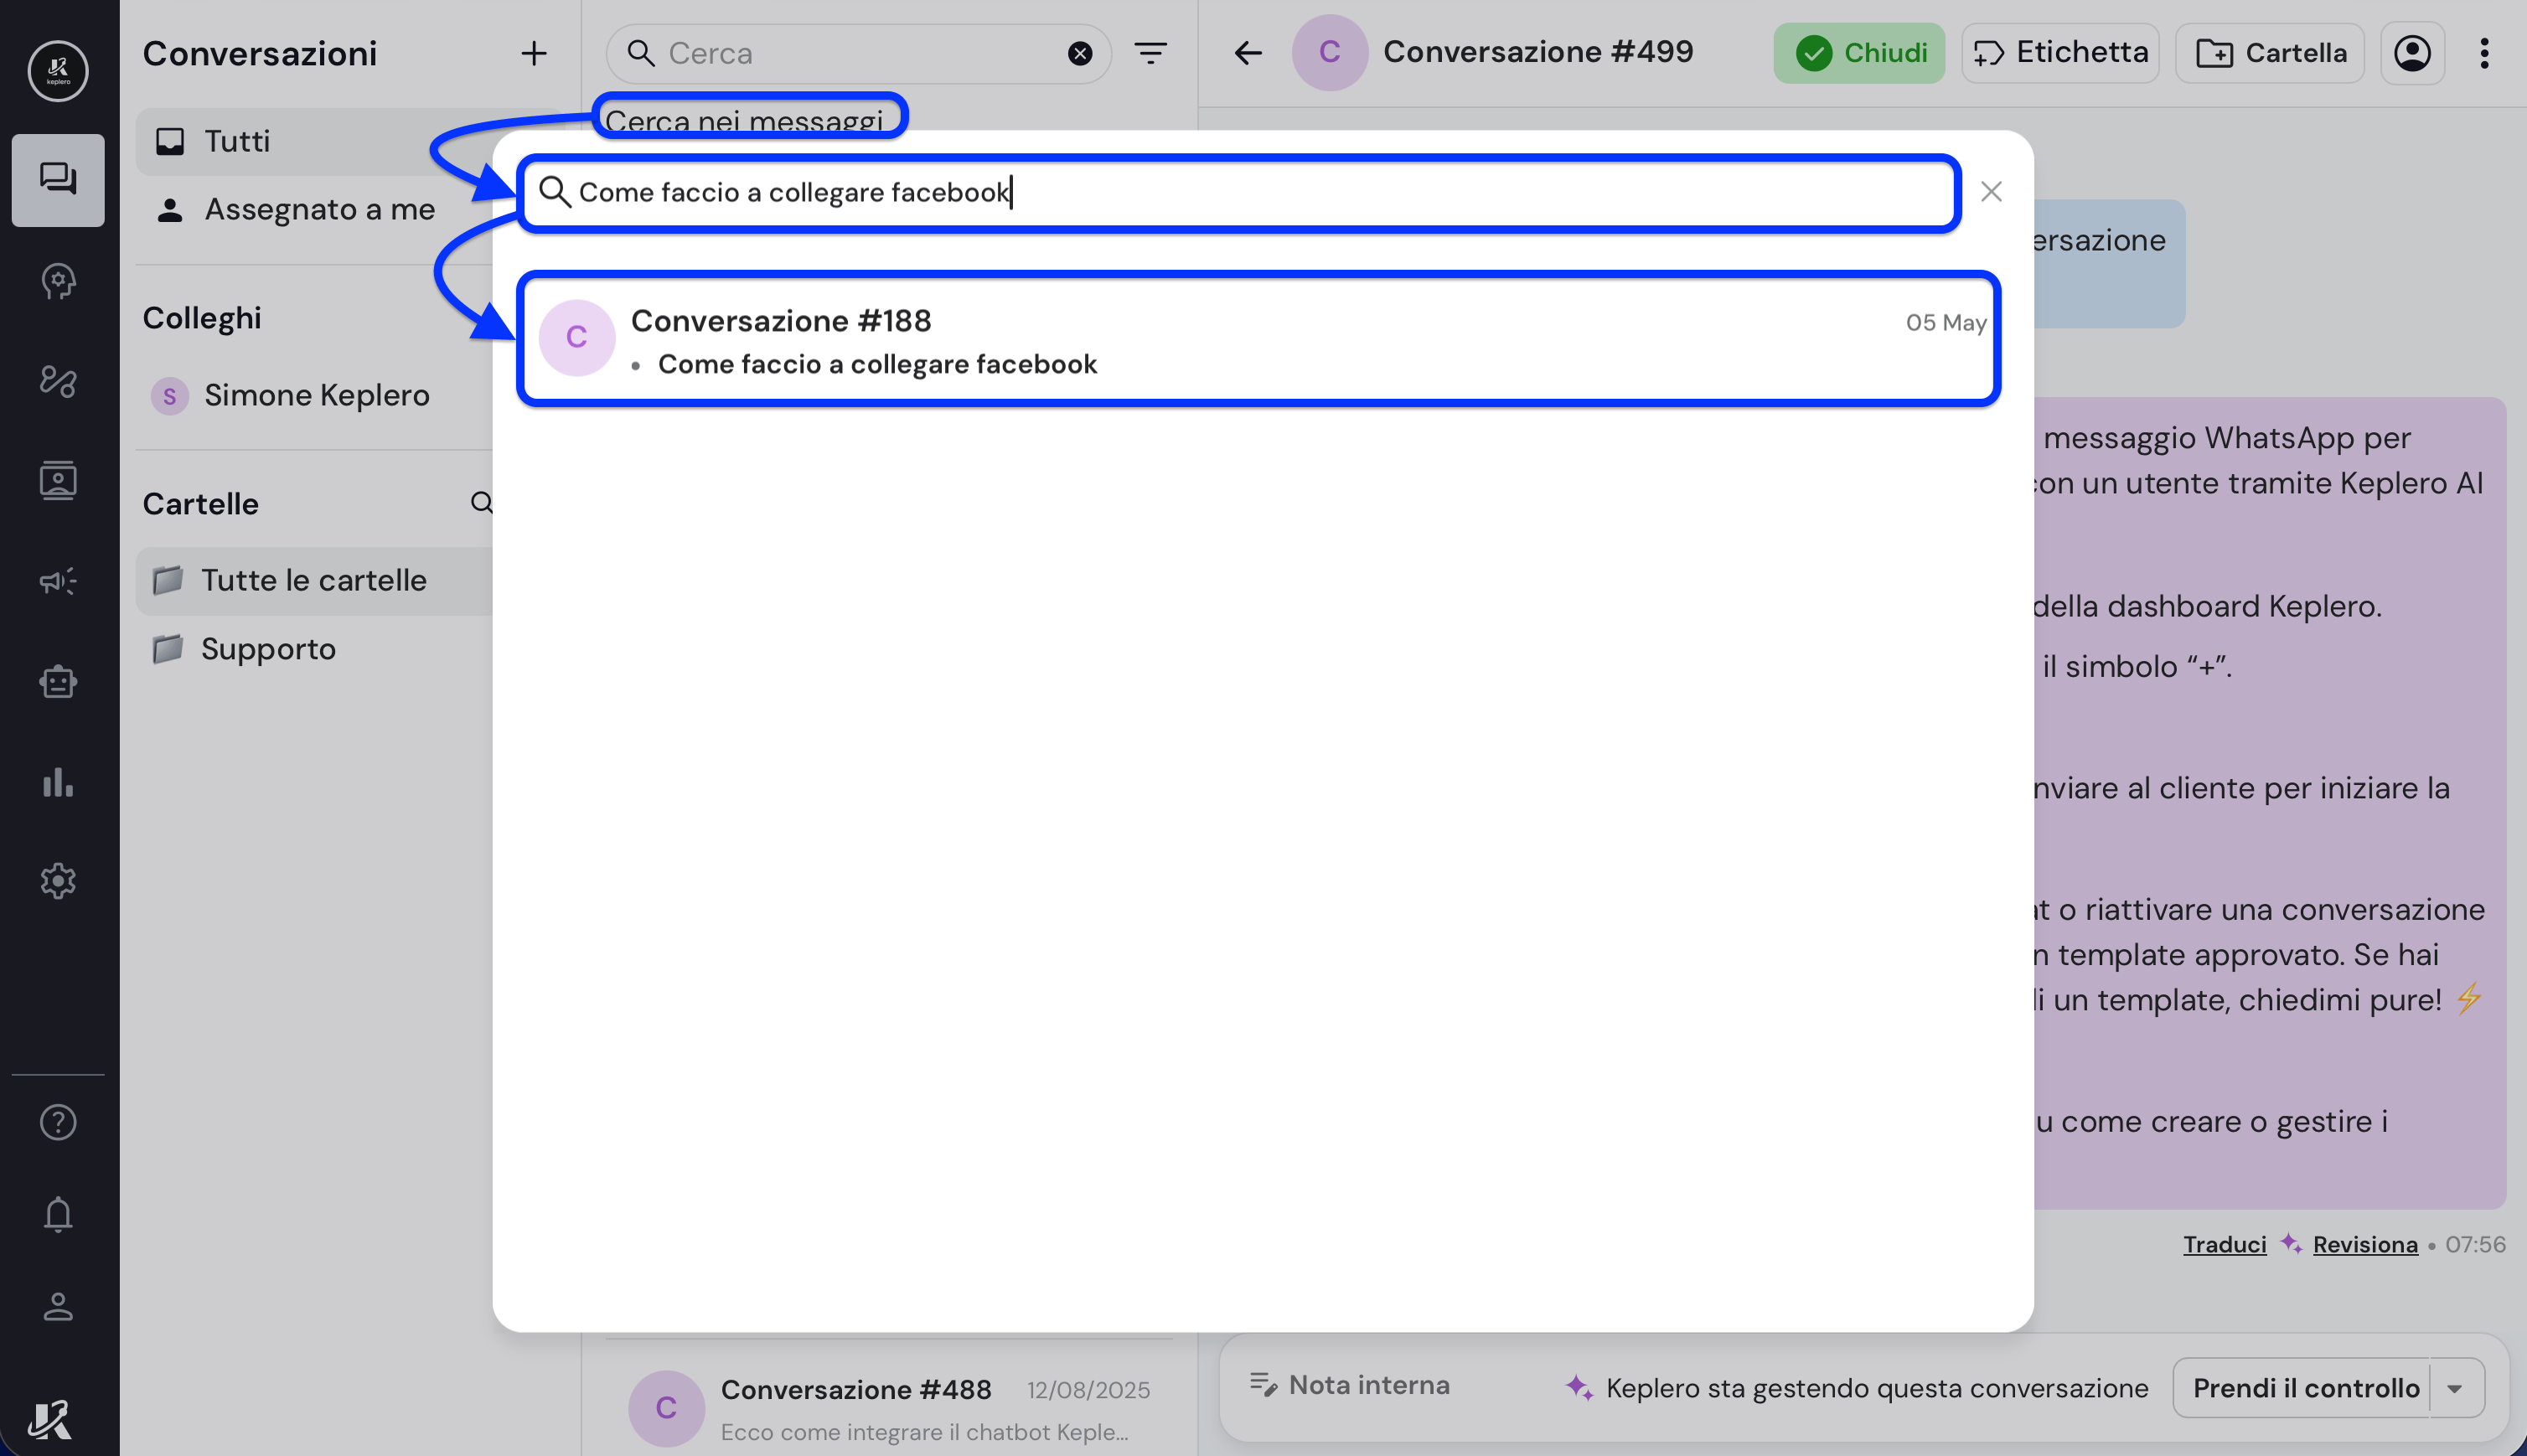 keplero
Conversazioni
Tutti
Assegnato a me
Colleghi
S
Simone Keplero
Cartelle
Tutte le cartelle
Supporto
Cerca
Cerca nei messaggi
Come faccio a collegare facebook
C
Conversazione #188
05 May
• Come faccio a collegare facebook
C
Conversazione #488
12/08/2025
Ecco come integrare il chatbot Keple...
C
Conversazione #499
Chiudi
Etichetta
Cartella
ersazione
messaggio WhatsApp per
con un utente tramite Keplero AI
della dashboard Keplero.
il simbolo “+”.
nviare al cliente per iniziare la
at o riattivare una conversazione
n template approvato. Se hai
di un template, chiedimi pure! ⚡
u come creare o gestire i
Traduci Revisiona • 07:56
Nota interna
Keplero sta gestendo questa conversazione
Prendi il controllo